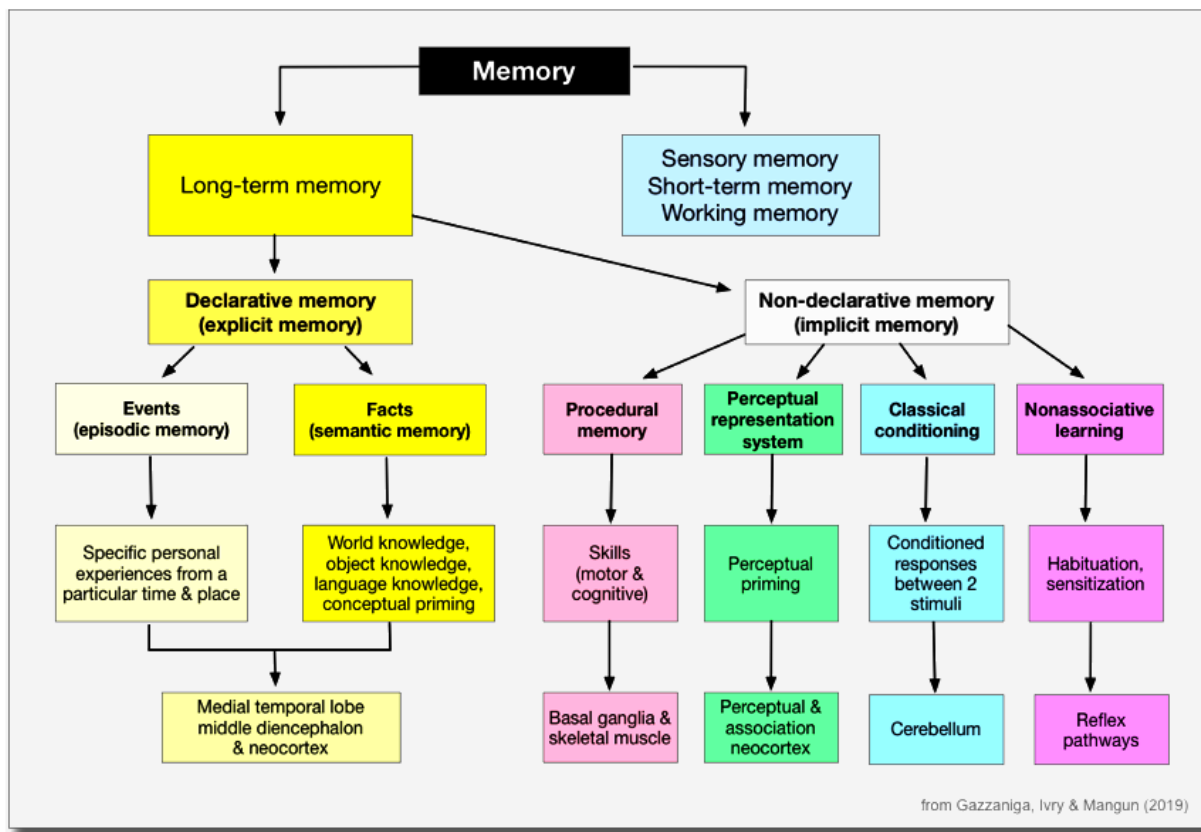 Memory
Long-term memory
Sensory memory
Short-term memory
Working memory
Declarative memory
(explicit memory)
Non-declarative memory
(implicit memory)
Events
(episodic memory)
Facts
(semantic memory)
Procedural
memory
Perceptual
representation
system
Classical
conditioning
Nonassociative
learning
Specific personal
experiences from a
particular time & place
World knowledge,
object knowledge,
language knowledge,
conceptual priming
Skills
(motor &
cognitive)
Perceptual
priming
Conditioned
responses
between 2
stimuli
Habituation,
sensitization
Medial temporal lobe
middle diencephalon
& neocortex
Basal ganglia &
skeletal muscle
Perceptual &
association
neocortex
Cerebellum
Reflex
pathways
from Gazzaniga, Ivry & Mangun (2019)